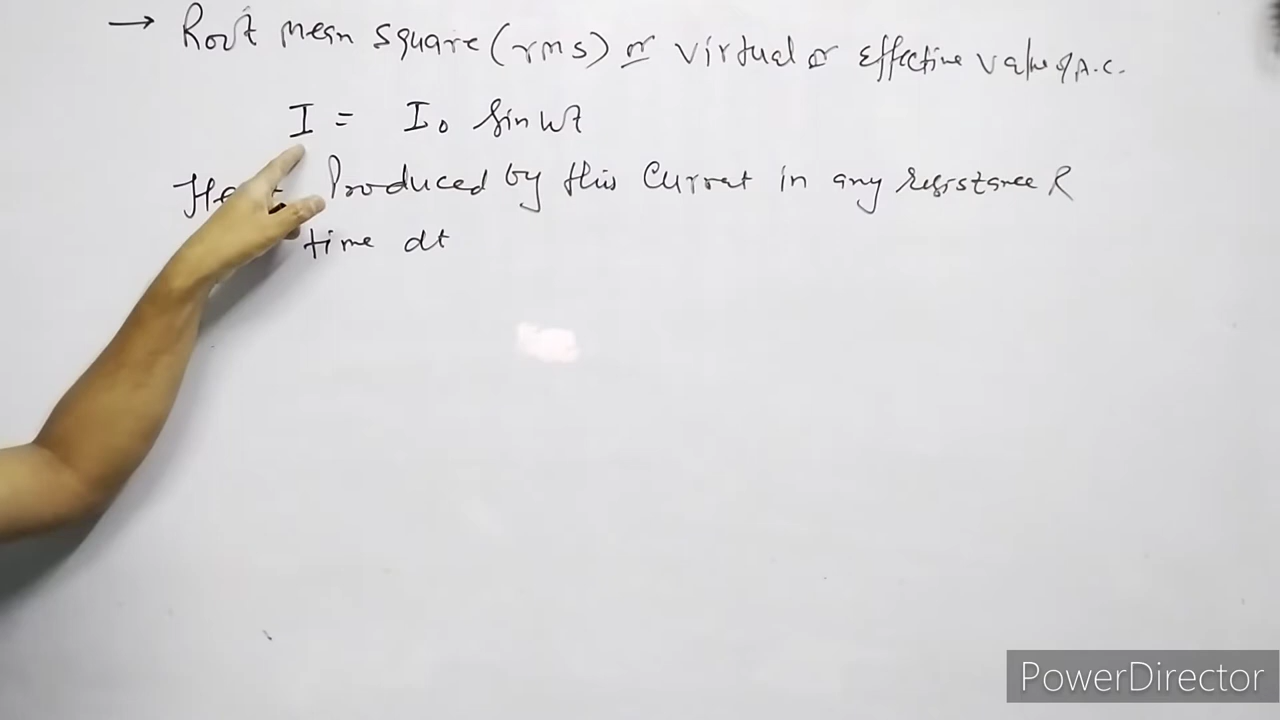 → Root mean square (rms) or virtual or effective value of A.C.
I = I₀ sin ωt
Produced by this Current in any resistance R
time dt
PowerDirector